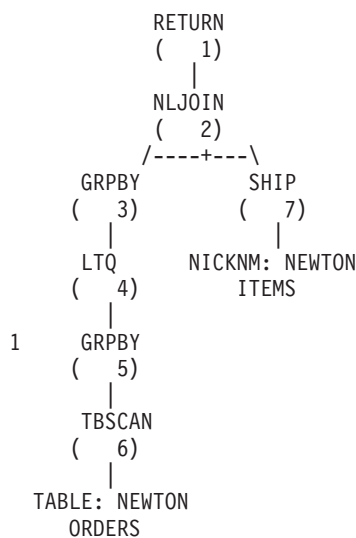 RETURN
( 1)
|
NLJOIN
( 2)
/----+---\
GRPBY SHIP
( 3) ( 7)
| |
LTQ NICKNM: NEWTON
( 4) ITEMS
|
1 GRPBY
( 5)
|
TBSCAN
( 6)
|
TABLE: NEWTON
ORDERS